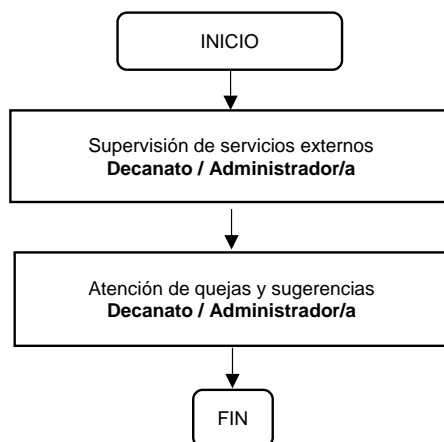 INICIO
Supervisión de servicios externos
Decanato / Administrador/a
Atención de quejas y sugerencias
Decanato / Administrador/a
FIN